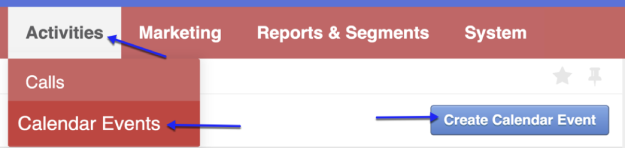 Activities Marketing Reports & Segments System
Calls
Calendar Events
Create Calendar Event